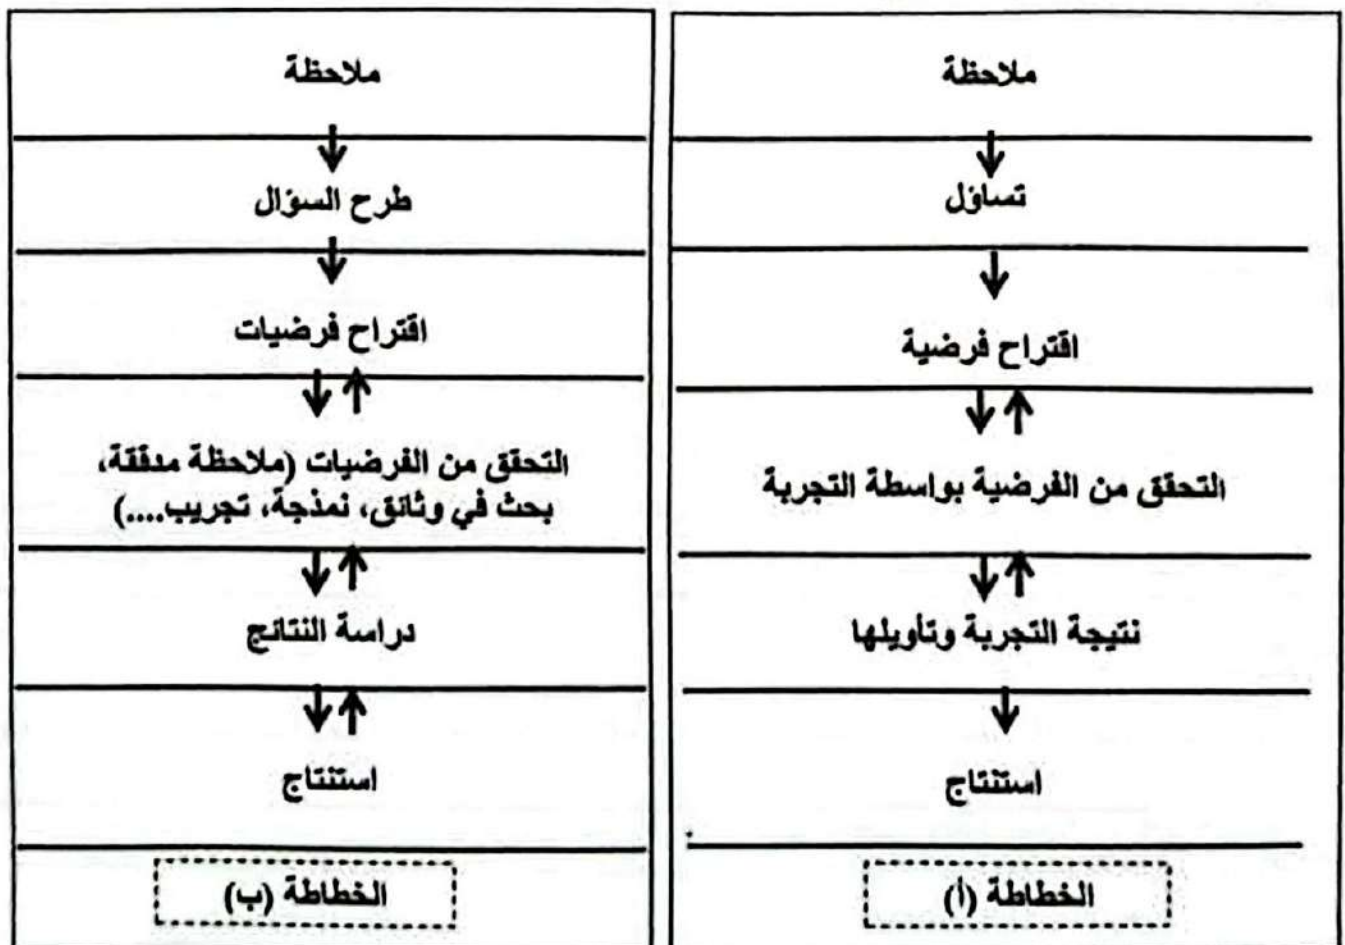 ملاحظة
تساؤل
اقتراح فرضية
التحقق من الفرضية بواسطة التجربة
نتيجة التجربة وتأويلها
استنتاج
الخطاطة (أ)
ملاحظة
طرح السؤال
اقتراح فرضيات
التحقق من الفرضيات (ملاحظة مدققة،
بحث في وثائق، نمذجة، تجريب....)
دراسة النتائج
استنتاج
الخطاطة (ب)